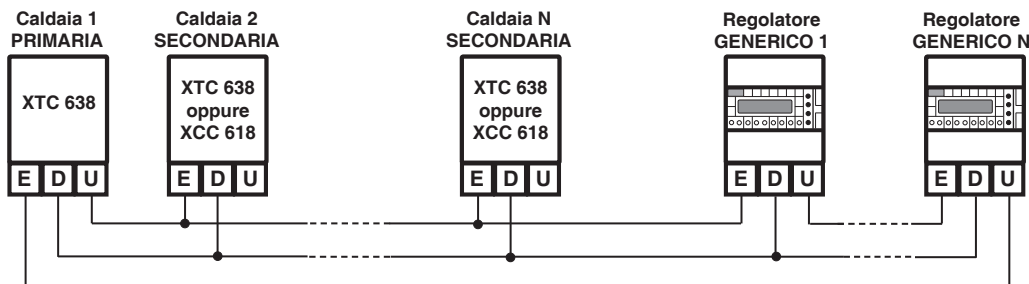 Caldaia 1
PRIMARIA
Caldaia 2
SECONDARIA
Caldaia N
SECONDARIA
Regolatore
GENERICO 1
Regolatore
GENERICO N
XTC 638
XTC 638
oppure
XCC 618
XTC 638
oppure
XCC 618
E D U
E D U
E D U
E D U
E D U